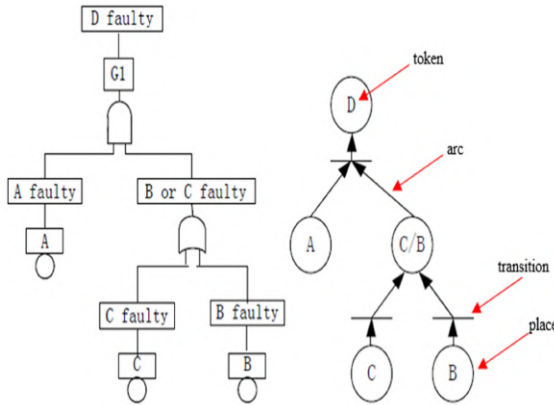 D faulty
G1
A faulty
B or C faulty
A
C faulty
B faulty
C
B
token
D
arc
A
C/B
transition
place
C
B